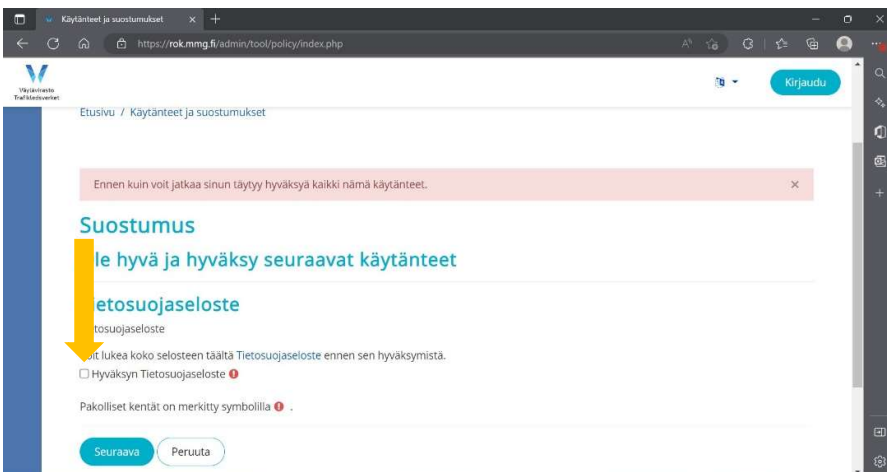 Käytänteet ja suostumukset
https://rok.mmg.fi/admin/tool/policy/index.php
Väylävirasto
Trafikledsverket
Kirjaudu
Etusivu / Käytänteet ja suostumukset
Ennen kuin voit jatkaa sinun täytyy hyväksyä kaikki nämä käytänteet.
Suostumus
le hyvä ja hyväksy seuraavat käytänteet
ietosuojaseloste
tosuojaseloste
oit lukea koko selosteen täältä Tietosuojaseloste ennen sen hyväksymistä.
Hyväksyn Tietosuojaseloste
Pakolliset kentät on merkitty symbolilla .
Seuraava Peruuta